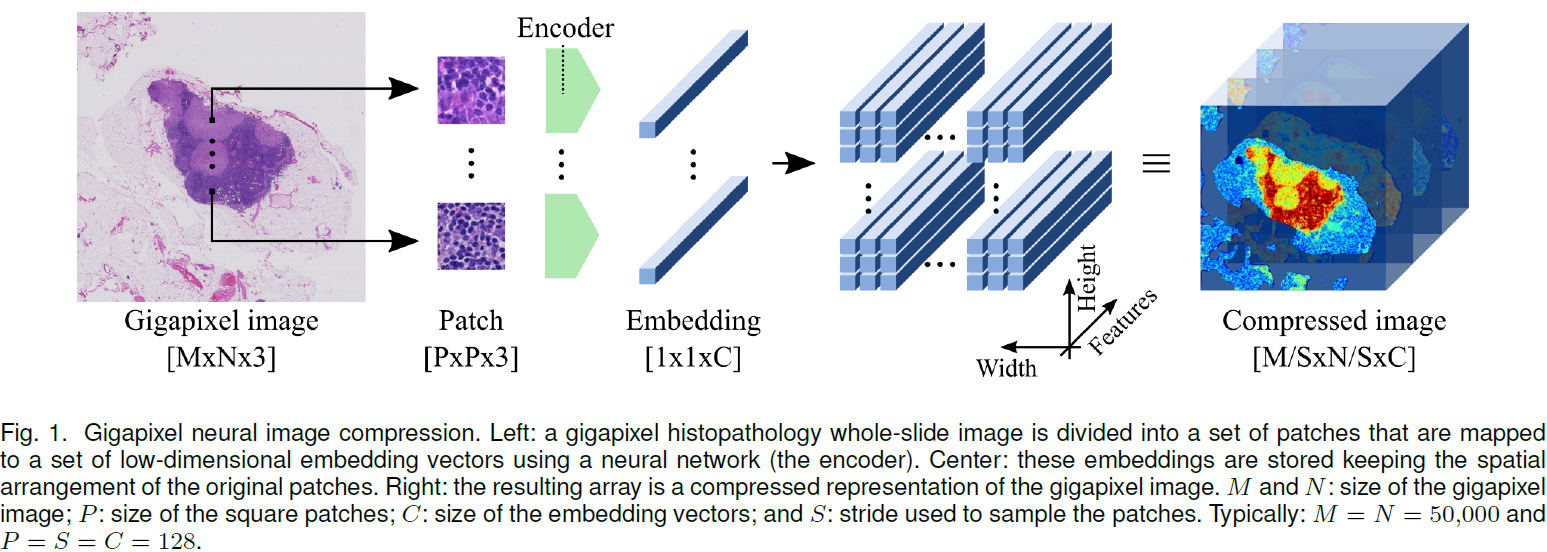 Encoder
Gigapixel image
[MxNx3]
Patch
[PxPx3]
Embedding
[1x1xC]
Width
Height
Features
≡
Compressed image
[M/SxN/SxC]
Fig. 1. Gigapixel neural image compression. Left: a gigapixel histopathology whole-slide image is divided into a set of patches that are mapped
to a set of low-dimensional embedding vectors using a neural network (the encoder). Center: these embeddings are stored keeping the spatial
arrangement of the original patches. Right: the resulting array is a compressed representation of the gigapixel image. M and N: size of the gigapixel
image; P: size of the square patches; C: size of the embedding vectors; and S: stride used to sample the patches. Typically: M = N = 50,000 and
P = S = C = 128.